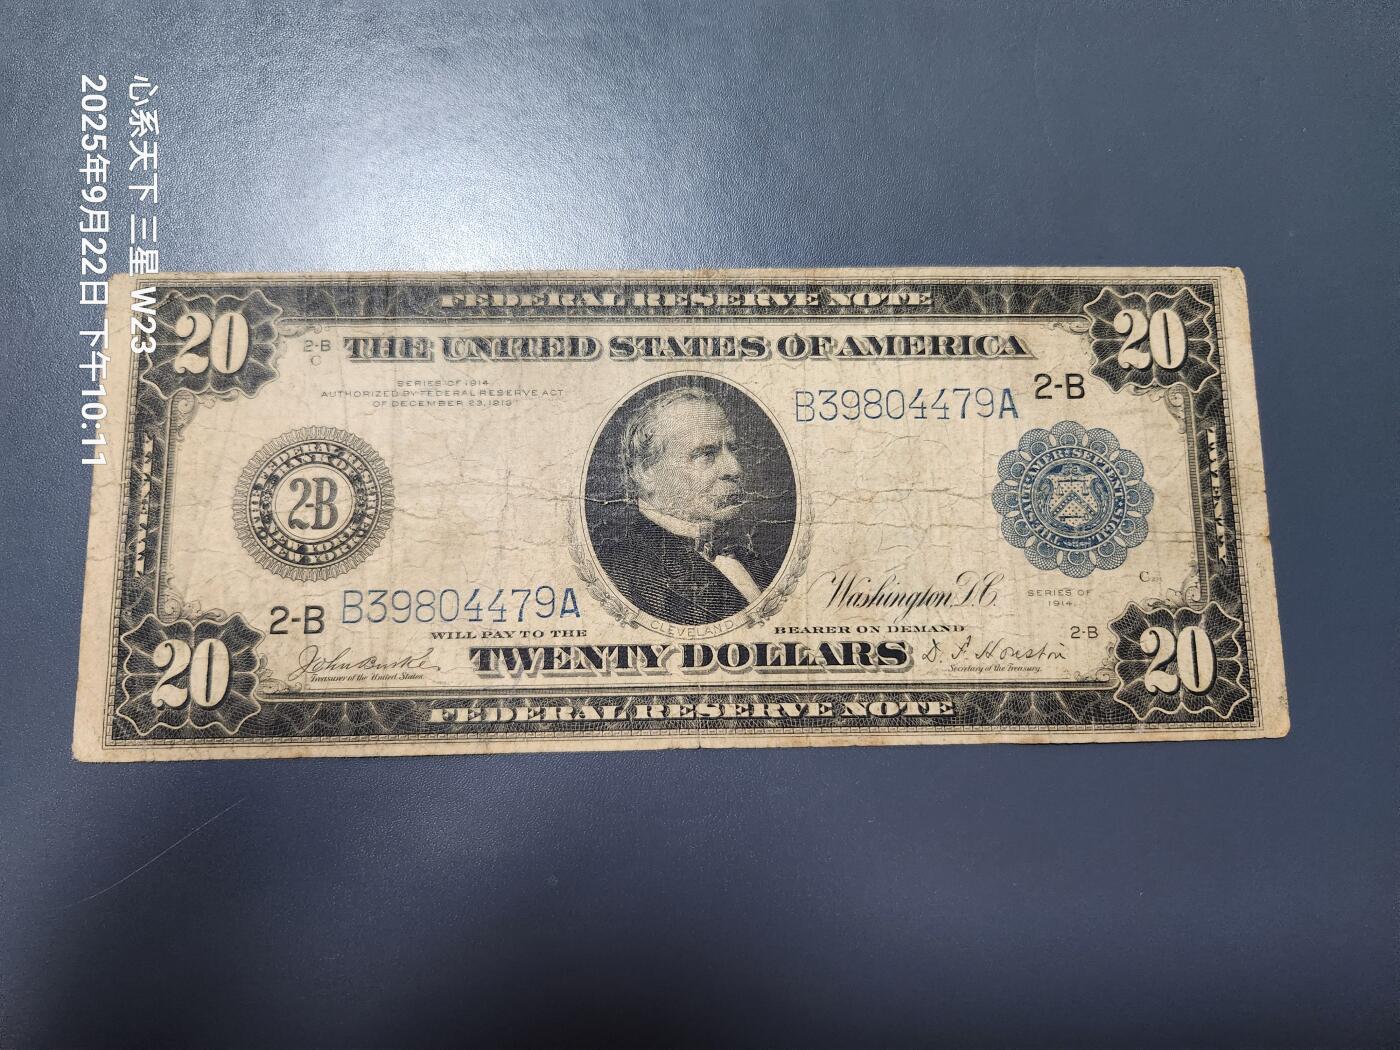 心系天下 三星 W23
2025年9月22日 下午10:11
FEDERAL RESERVE NOTE
20
20
2-B
C
THE UNITED STATES OF AMERICA
SERIES OF 1914
AUTHORIZED BY FEDERAL RESERVE ACT
OF DECEMBER 23, 1913
B39804479A 2-B
2-B
Washington, D.C.
SERIES OF
1914.
2-B B39804479A
CLEVELAND
WILL PAY TO THE
BEARER ON DEMAND
2-B
John Burke
Treasurer of the United States.
TWENTY DOLLARS
D. F. Houston
Secretary of the Treasury.
20
20
FEDERAL RESERVE NOTE